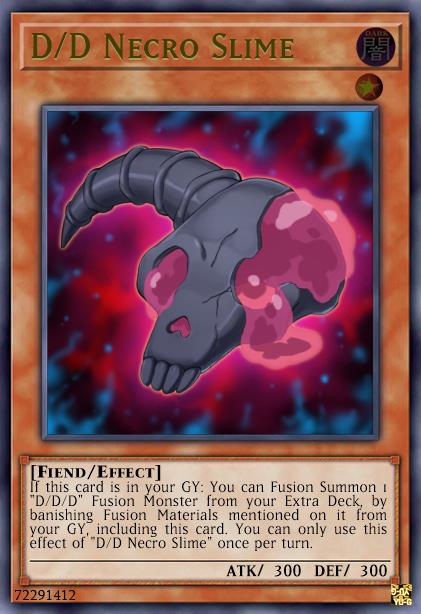 D/D Necro Slime
DARK
闇
[Fiend/Effect]
If this card is in your GY: You can Fusion Summon 1
"D/D/D" Fusion Monster from your Extra Deck, by
banishing Fusion Materials mentioned on it from
your GY, including this card. You can only use this
effect of "D/D Necro Slime" once per turn.
ATK/ 300 DEF/ 300
72291412